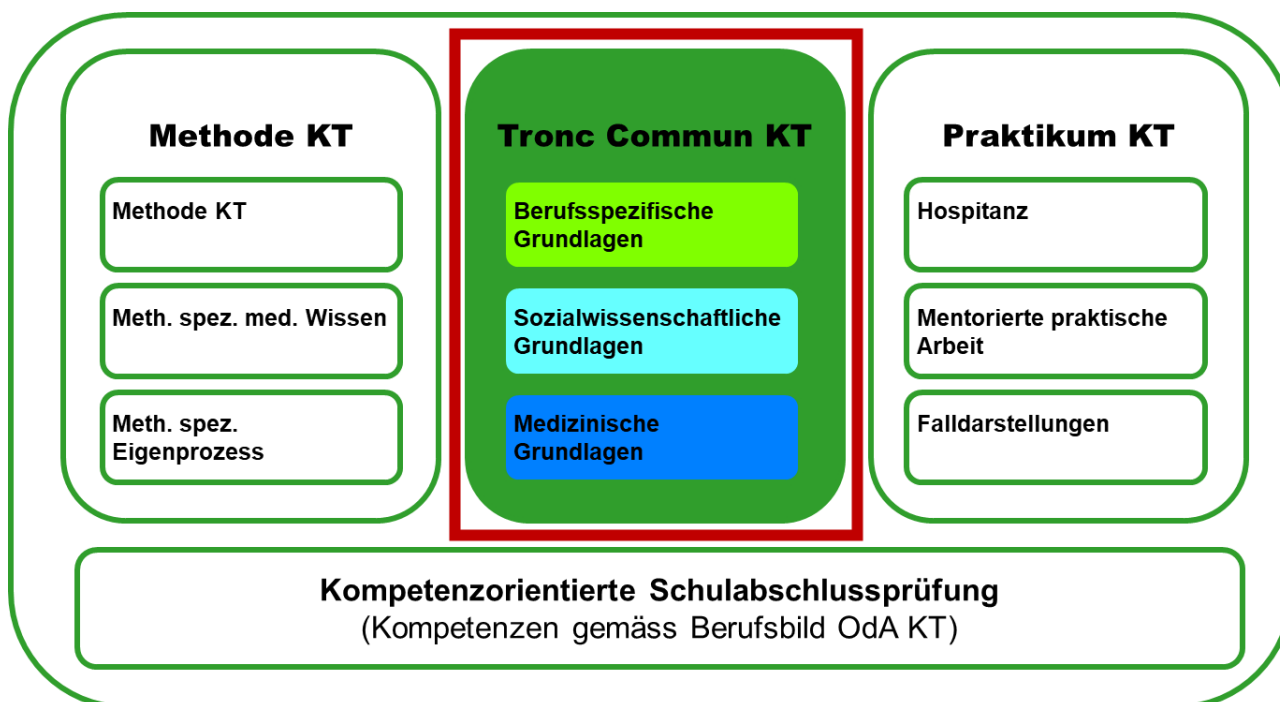 Methode KT
Methode KT
Meth. spez. med. Wissen
Meth. spez.
Eigenprozess
Tronc Commun KT
Berufsspezifische
Grundlagen
Sozialwissenschaftliche
Grundlagen
Medizinische
Grundlagen
Praktikum KT
Hospitanz
Mentorierte praktische
Arbeit
Falldarstellungen
Kompetenzorientierte Schulabschlussprüfung
(Kompetenzen gemäss Berufsbild OdA KT)